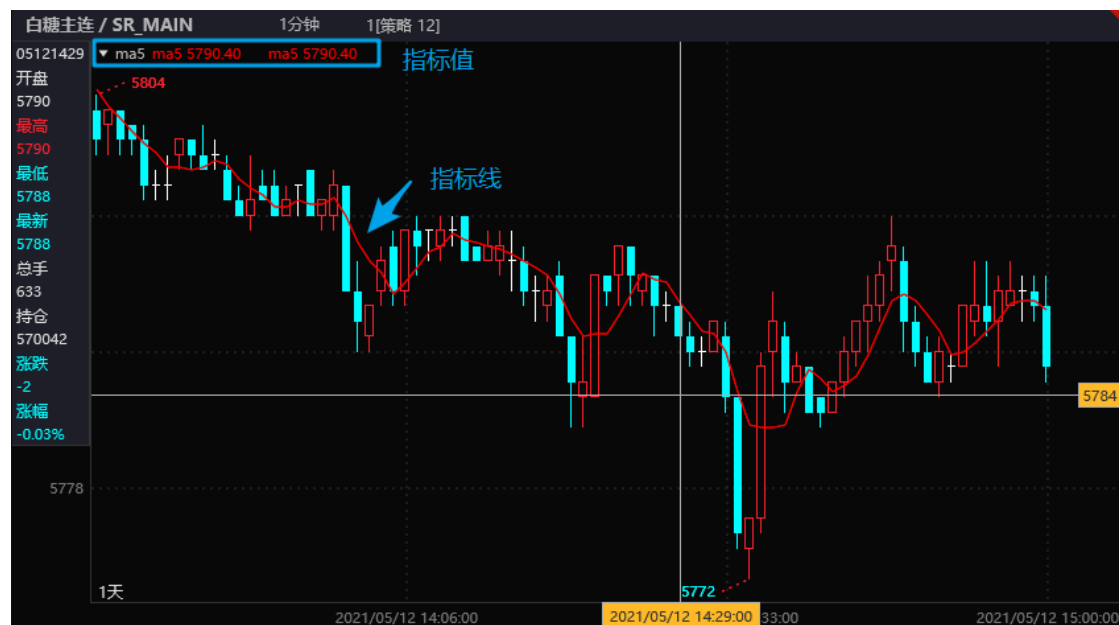 白糖主连 / SR_MAIN 1分钟 1[策略 12]
05121429 ▼ ma5 ma5 5790.40 ma5 5790.40 指标值
开盘
5790
最高
5790
最低
5788
最新
5788
总手
633
持仓
570042
涨跌
-2
涨幅
-0.03%
5804
指标线
5784
5778
5772
1天
2021/05/12 14:06:00 2021/05/12 14:29:00 33:00 2021/05/12 15:00:00